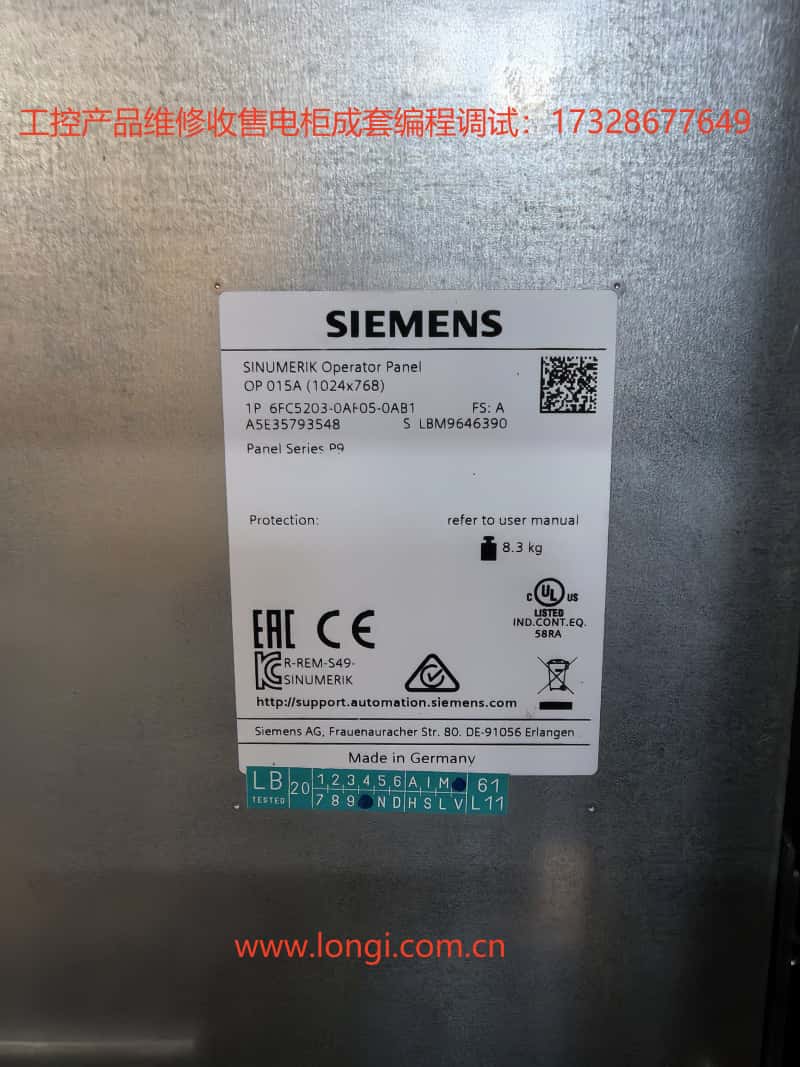 工控产品维修收售电柜成套编程调试：17328677649
SIEMENS
SINUMERIK Operator Panel
OP 015A (1024x768)
1P 6FC5203-0AF05-0AB1 FS: A
A5E35793548 S LBM9646390
Panel Series P9
Protection: refer to user manual
8.3 kg
C UL US
LISTED
IND.CONT.EQ.
58RA
EAC CE
R-REM-S49-
SINUMERIK
http://support.automation.siemens.com
Siemens AG, Frauenauracher Str. 80. DE-91056 Erlangen
Made in Germany
LB 20 1 2 3 4 5 6 A I M 61
TESTED 7 8 9 N D H S L V L11
www.longi.com.cn